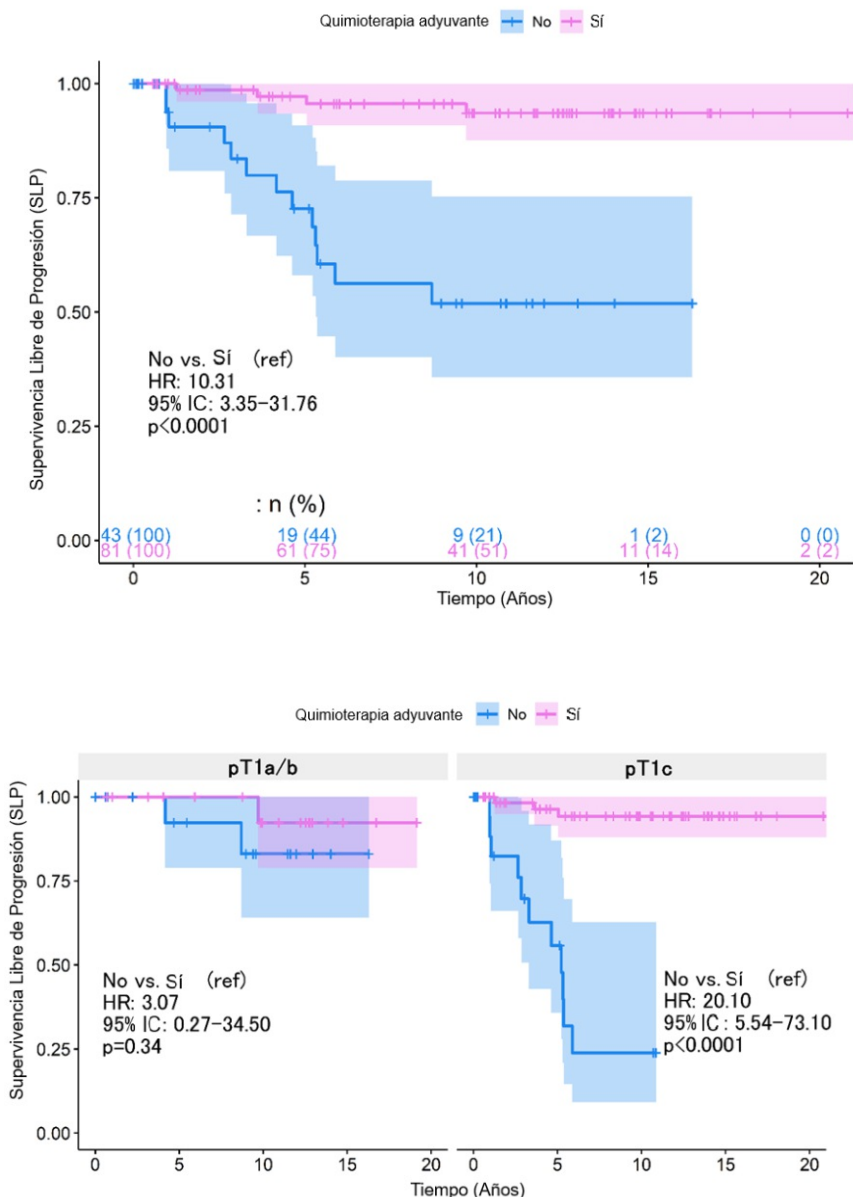 Quimioterapia adyuvante No Sí
Supervivencia Libre de Progresión (SLP)
1.00
0.75
0.50
0.25
0.00
No vs. Sí (ref)
HR: 10.31
95% IC: 3.35–31.76
p<0.0001
: n (%)
43 (100) 19 (44) 9 (21) 1 (2) 0 (0)
81 (100) 61 (75) 41 (51) 11 (14) 2 (2)
0 5 10 15 20
Tiempo (Años)
Quimioterapia adyuvante No Sí
pT1a/b pT1c
Supervivencia Libre de Progresión (SLP)
1.00
0.75
0.50
0.25
0.00
No vs. Sí (ref)
HR: 3.07
95% IC: 0.27–34.50
p=0.34
No vs. Sí (ref)
HR: 20.10
95% IC : 5.54–73.10
p<0.0001
0 5 10 15 20 0 5 10 15 20
Tiempo (Años)